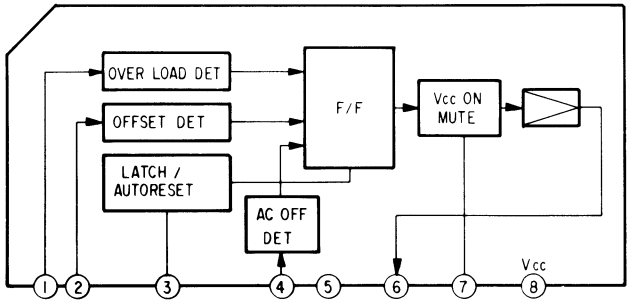 OVER LOAD DET
OFFSET DET
LATCH /
AUTORESET
AC OFF
DET
F/F
Vcc ON
MUTE
Vcc
1 2 3 4 5 6 7 8